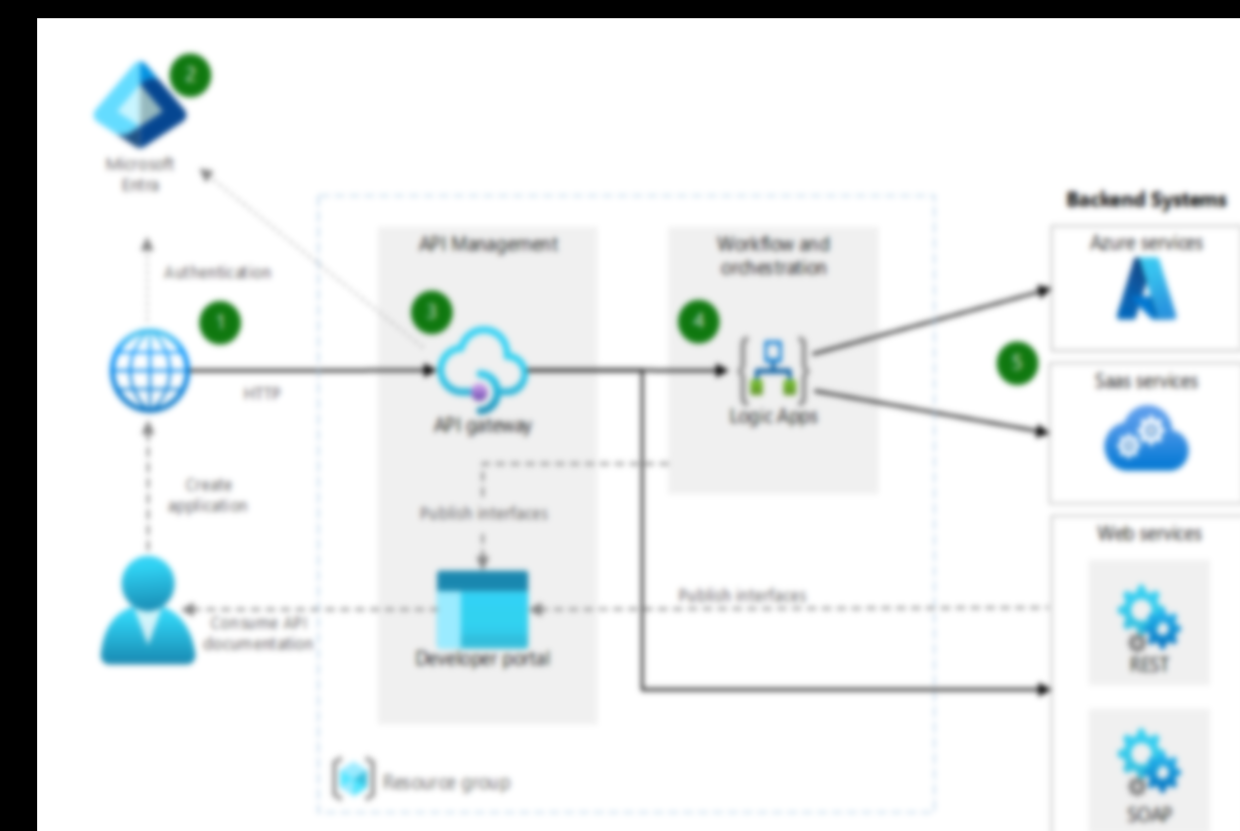 2
Microsoft
Entra
Authentication
1
HTTP
Create
application
Consume API
documentation
API Management
3
API gateway
Publish interfaces
Developer portal
Resource group
Workflow and
orchestration
4
Logic Apps
Publish interfaces
Backend Systems
Azure services
5
Saas services
Web services
REST
SOAP